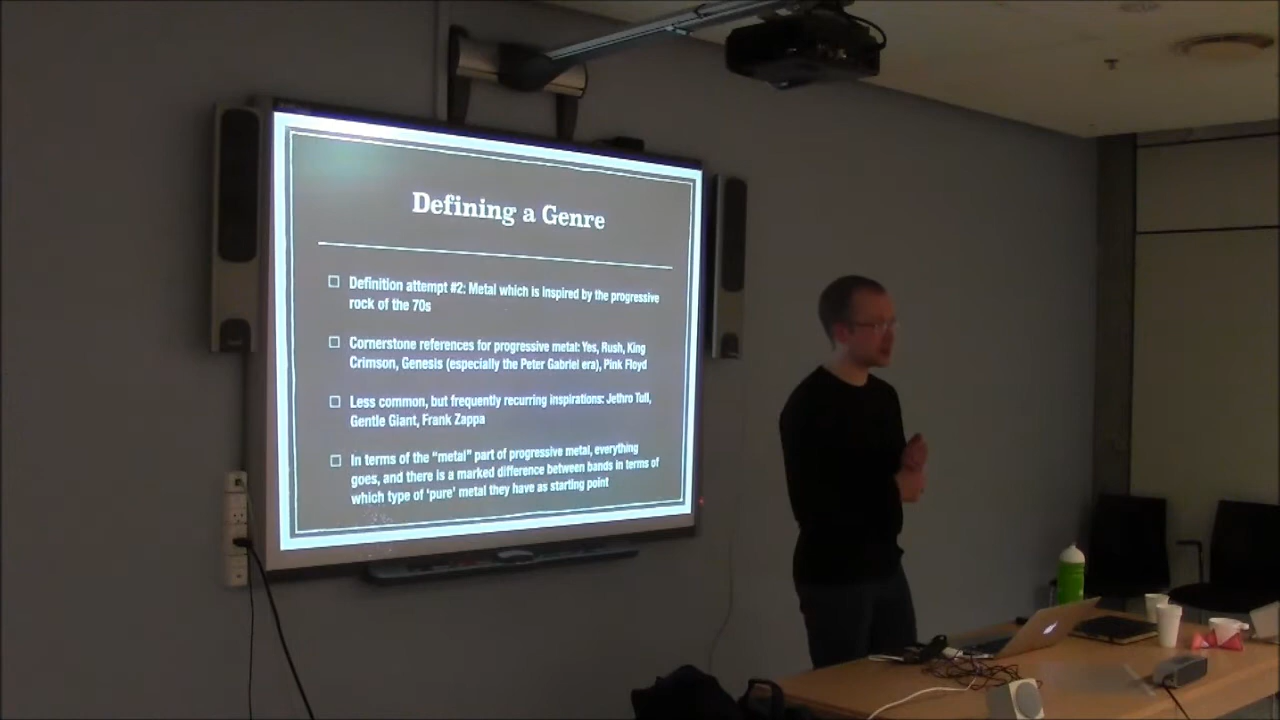 Defining a Genre
Definition attempt #2: Metal which is inspired by the progressive
rock of the 70s
Cornerstone references for progressive metal: Yes, Rush, King
Crimson, Genesis (especially the Peter Gabriel era), Pink Floyd
Less common, but frequently recurring inspirations: Jethro Tull,
Gentle Giant, Frank Zappa
In terms of the "metal" part of progressive metal, everything
goes, and there is a marked difference between bands in terms of
which type of 'pure' metal they have as starting point